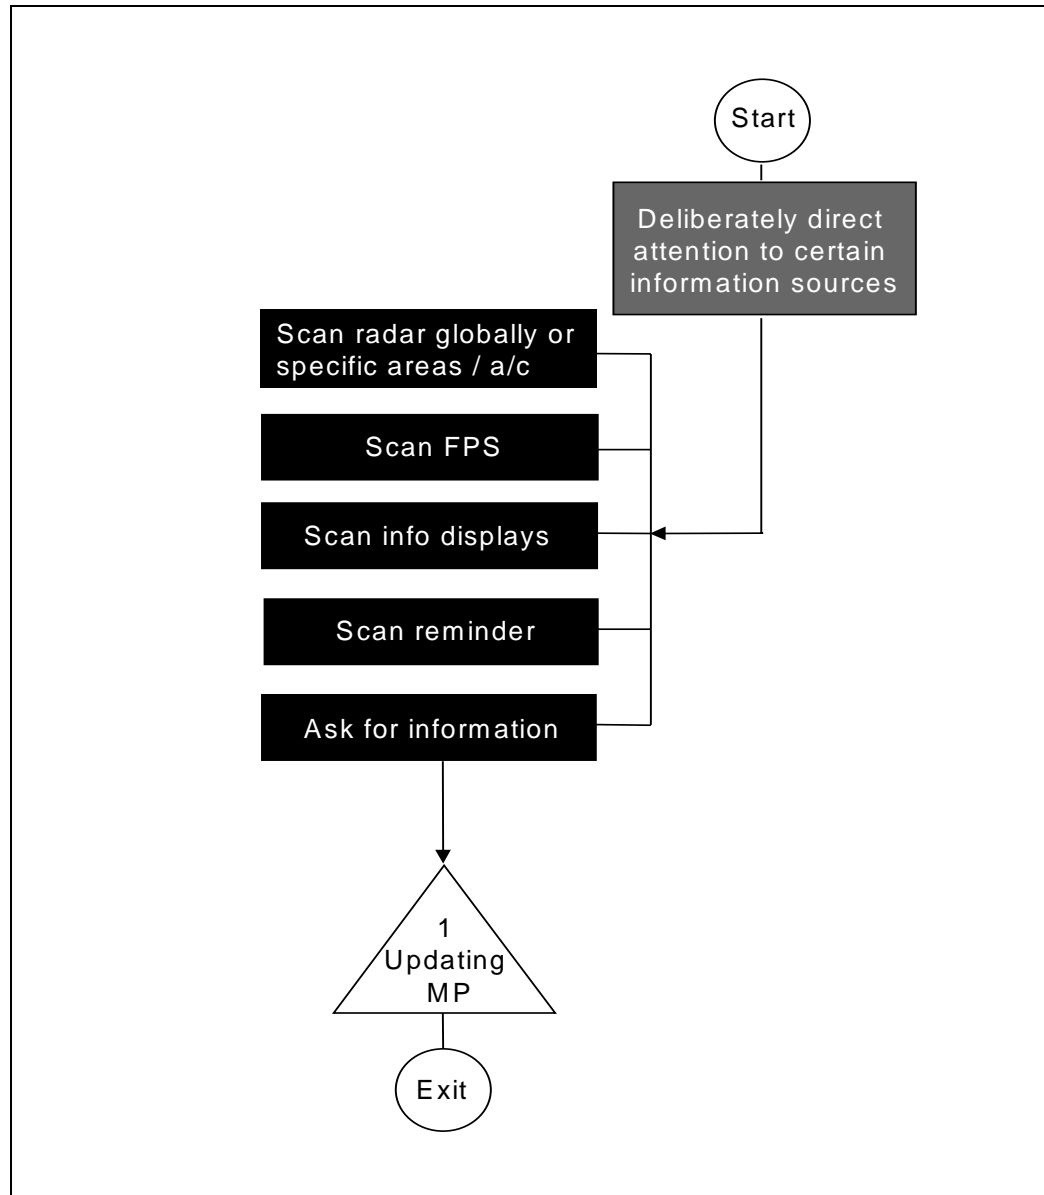 Start
Deliberately direct
attention to certain
information sources
Scan radar globally or
specific areas / a/c
Scan FPS
Scan info displays
Scan reminder
Ask for information
1
Updating
MP
Exit